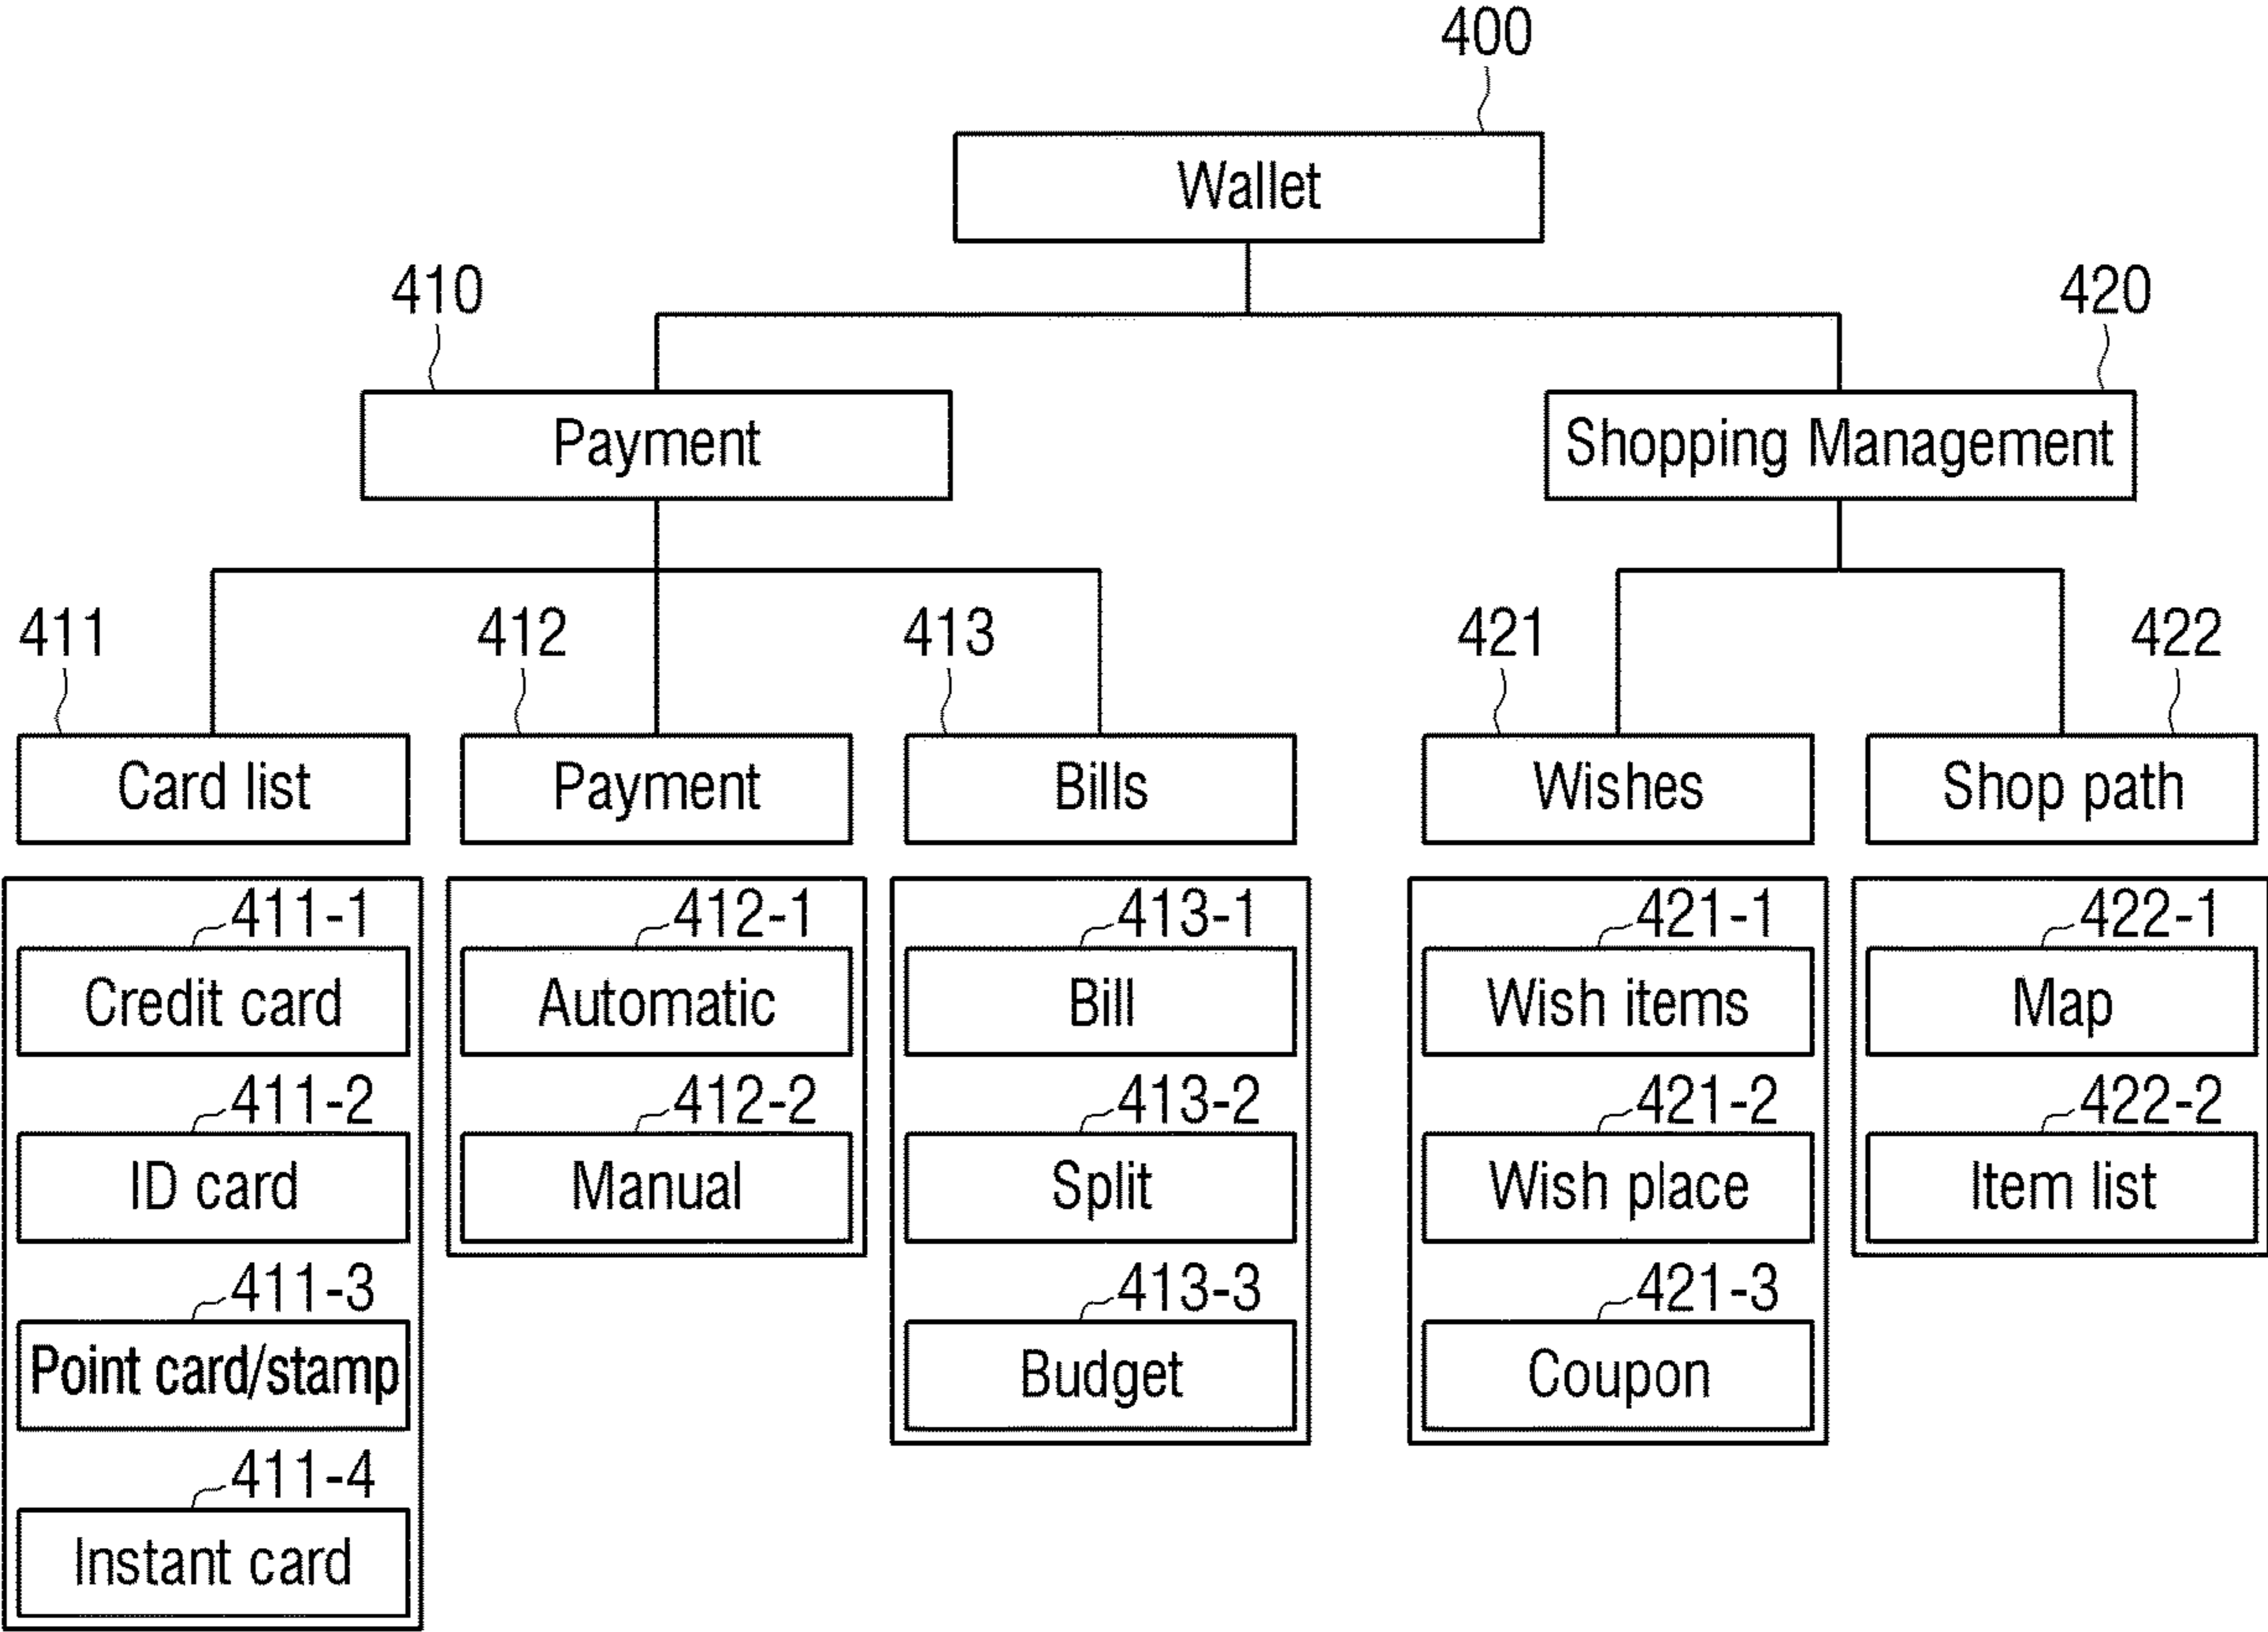 400
Wallet
410
420
Payment
Shopping Management
411
412
413
421
422
Card list
Payment
Bills
Wishes
Shop path
411-1
Credit card
411-2
ID card
411-3
Point card/stamp
411-4
Instant card
412-1
Automatic
412-2
Manual
413-1
Bill
413-2
Split
413-3
Budget
421-1
Wish items
421-2
Wish place
421-3
Coupon
422-1
Map
422-2
Item list